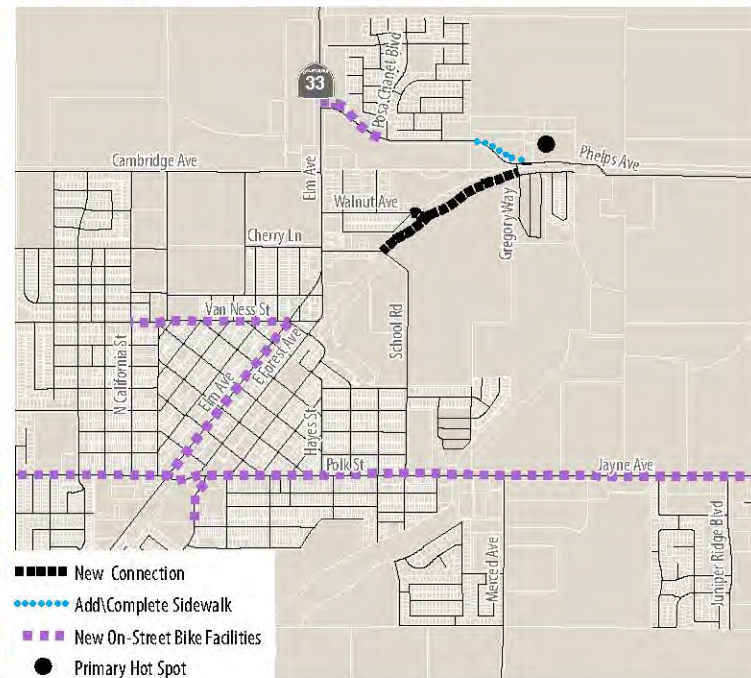 CALIFORNIA
33
Posa Chanet Blvd
Phelps Ave
Cambridge Ave
Elm Ave
Walnut Ave
Gregory Way
Cherry Ln
Van Ness St
School Rd
N California St
Elm Ave
E Forest Ave
Hayes St
Polk St
Jayne Ave
Merced Ave
Juniper Ridge Blvd
New Connection
Add\Complete Sidewalk
New On-Street Bike Facilities
Primary Hot Spot